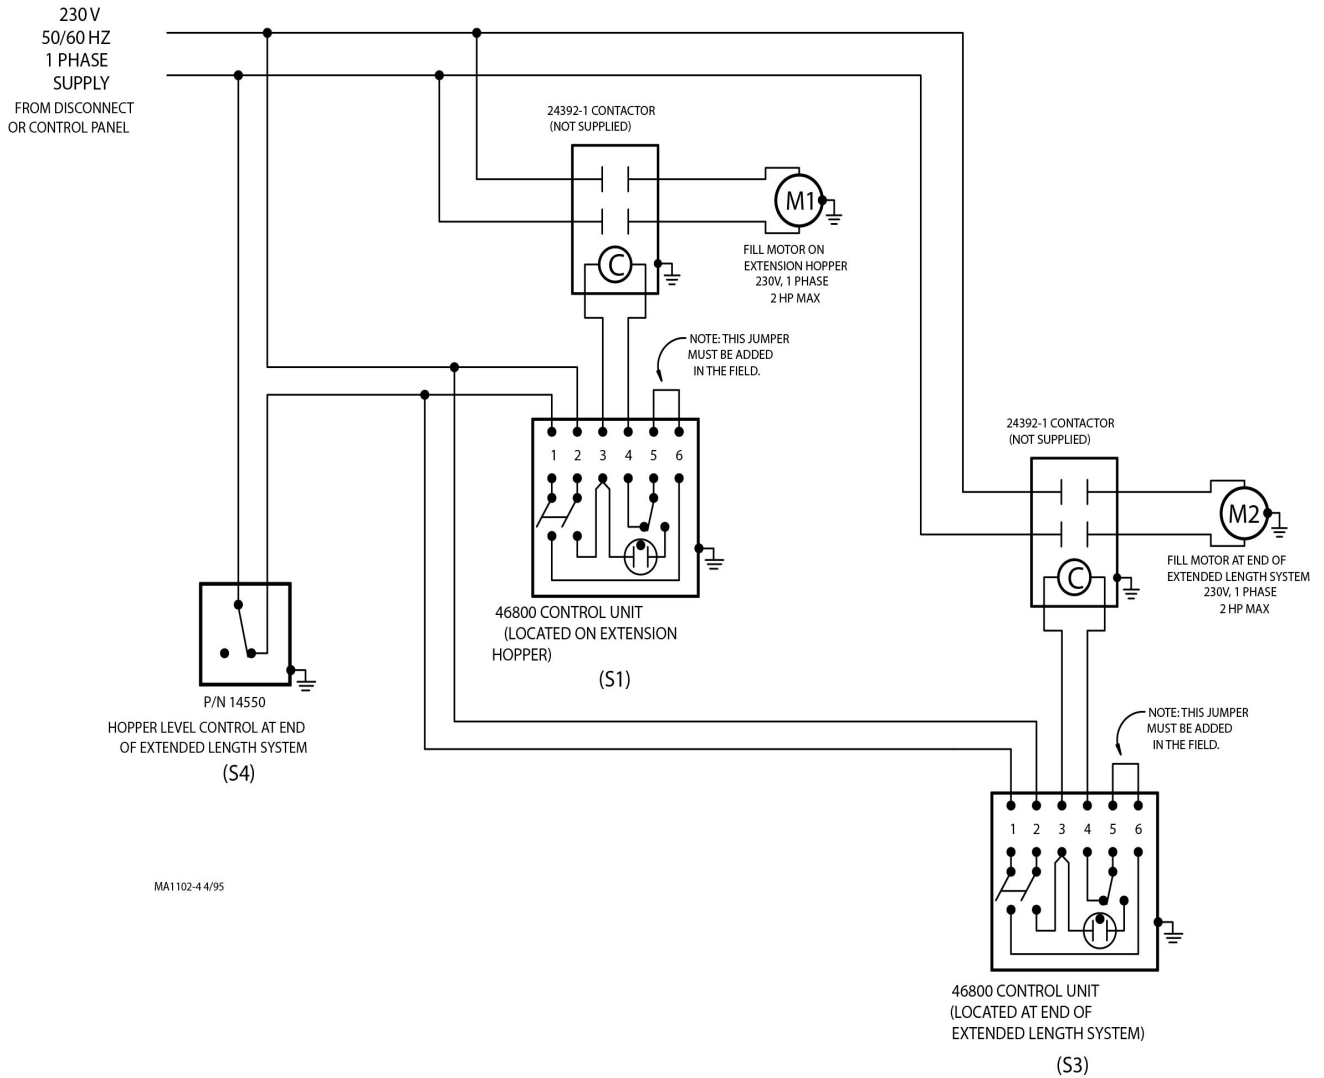 230 V
50/60 HZ
1 PHASE
SUPPLY
FROM DISCONNECT
OR CONTROL PANEL
24392-1 CONTACTOR
(NOT SUPPLIED)
M1
C
FILL MOTOR ON
EXTENSION HOPPER
230V, 1 PHASE
2 HP MAX
NOTE: THIS JUMPER
MUST BE ADDED
IN THE FIELD.
1 2 3 4 5 6
46800 CONTROL UNIT
(LOCATED ON EXTENSION
HOPPER)
(S1)
24392-1 CONTACTOR
(NOT SUPPLIED)
M2
C
FILL MOTOR AT END OF
EXTENDED LENGTH SYSTEM
230V, 1 PHASE
2 HP MAX
P/N 14550
HOPPER LEVEL CONTROL AT END
OF EXTENDED LENGTH SYSTEM
(S4)
NOTE: THIS JUMPER
MUST BE ADDED
IN THE FIELD.
1 2 3 4 5 6
MA1102-4 4/95
46800 CONTROL UNIT
(LOCATED AT END OF
EXTENDED LENGTH SYSTEM)
(S3)